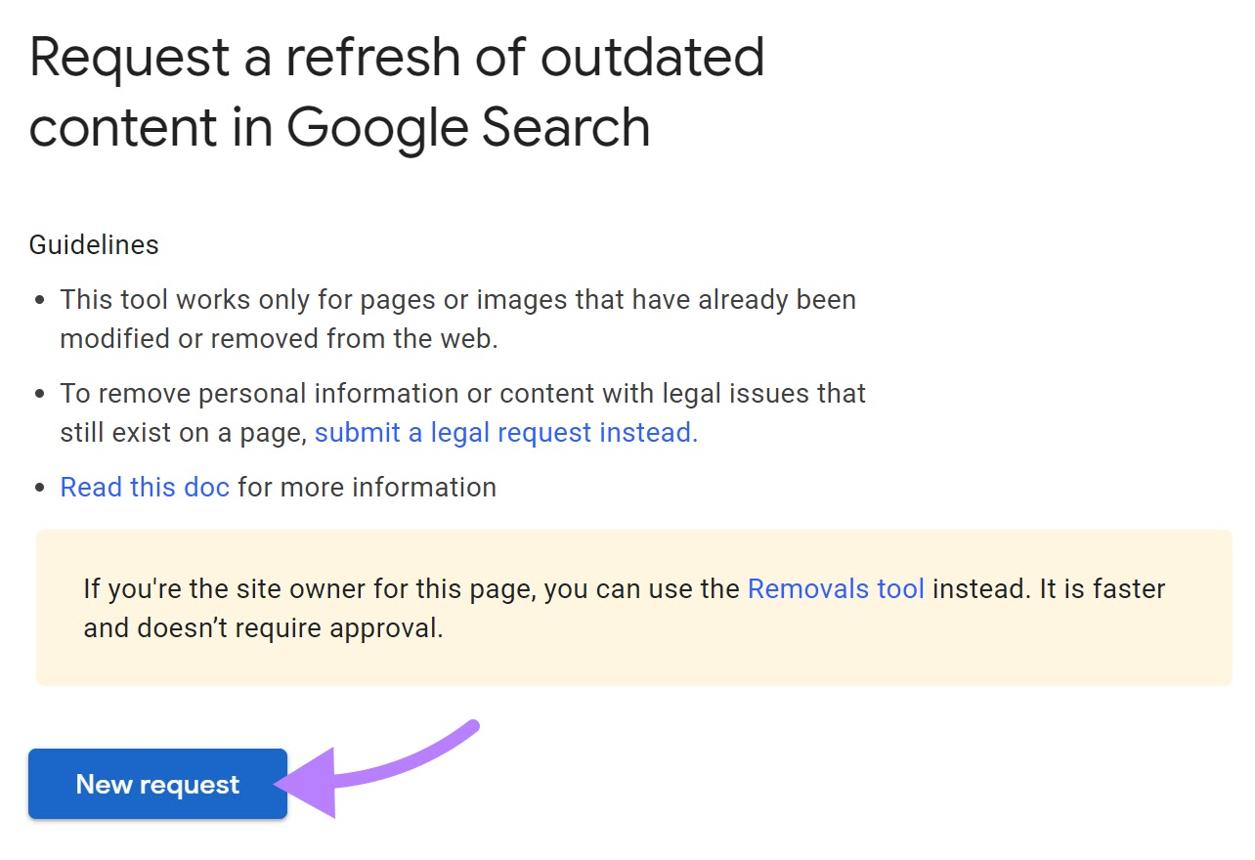 Request a refresh of outdated
content in Google Search
Guidelines
• This tool works only for pages or images that have already been
modified or removed from the web.
• To remove personal information or content with legal issues that
still exist on a page, submit a legal request instead.
• Read this doc for more information
If you're the site owner for this page, you can use the Removals tool instead. It is faster
and doesn’t require approval.
New request